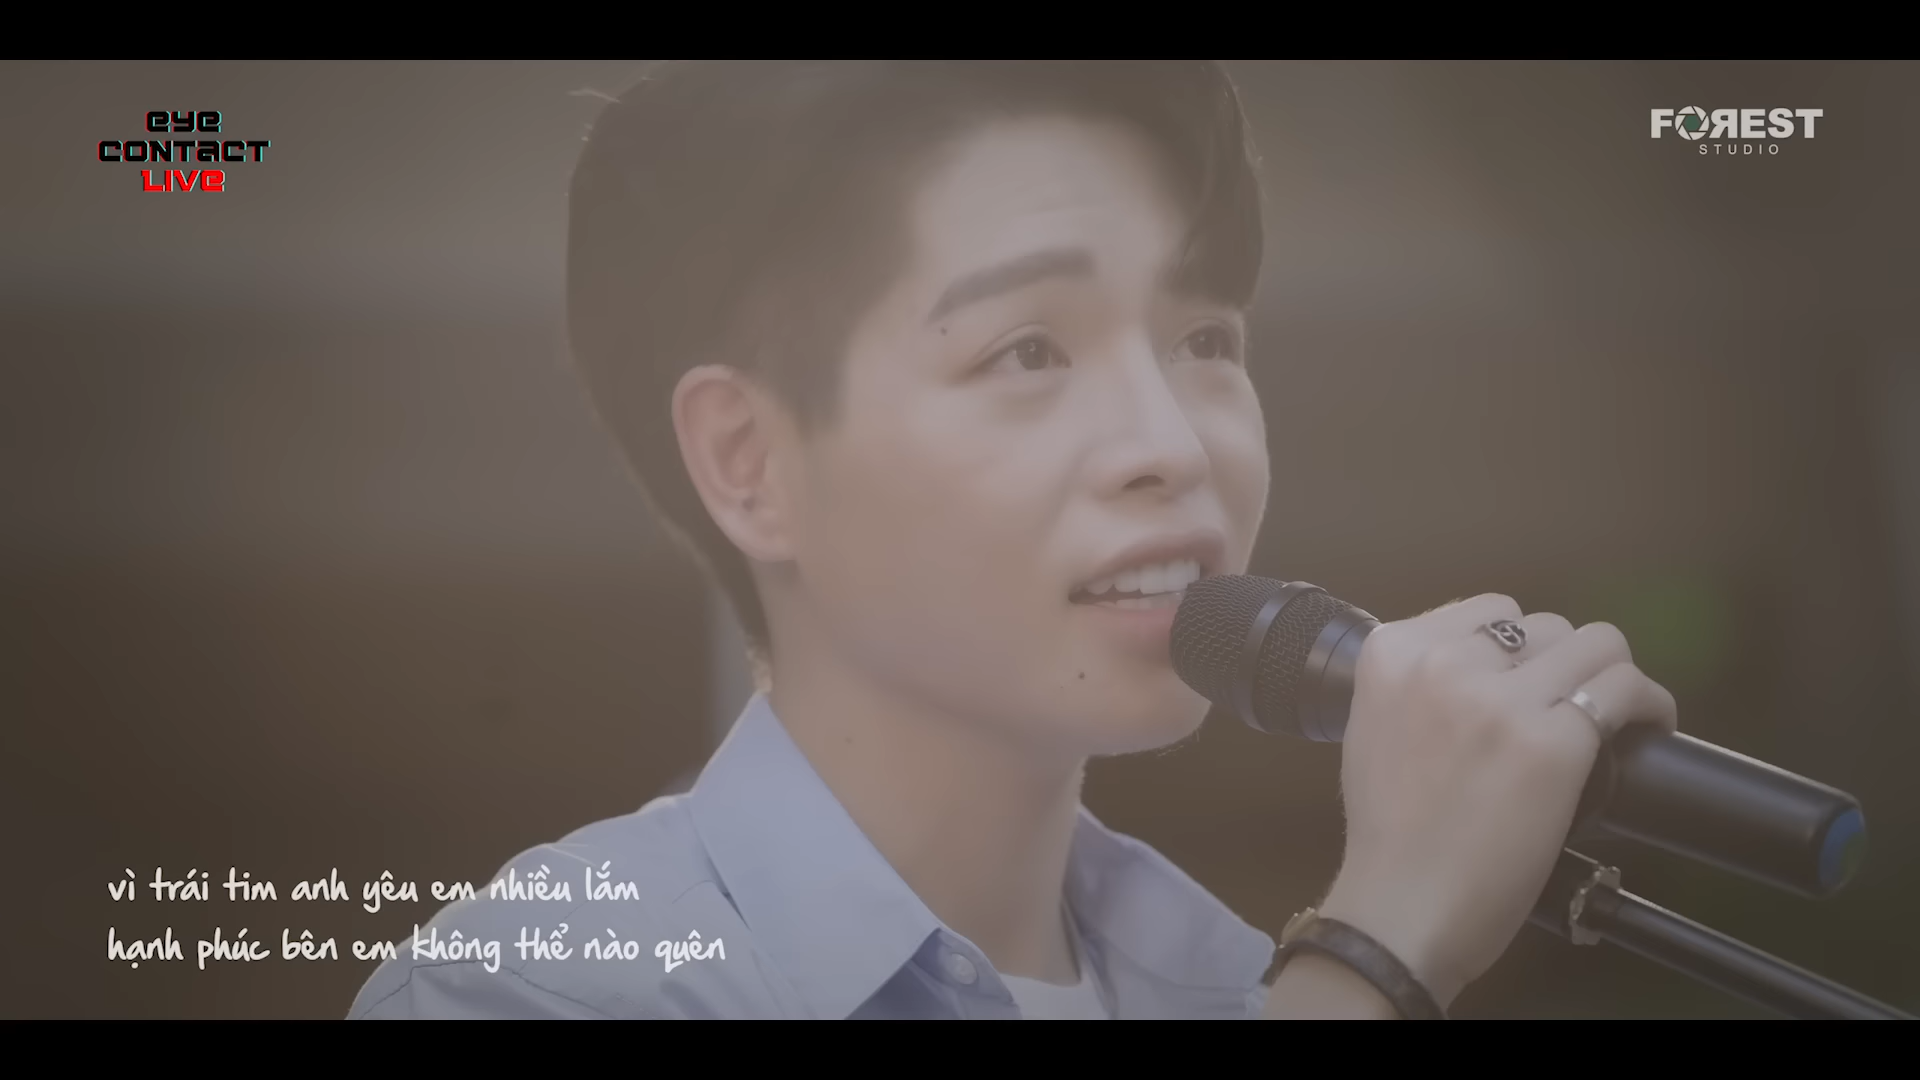 eye
contact
live
FOREST
STUDIO
vì trái tim anh yêu em nhiều lắm
hạnh phúc bên em không thể nào quên